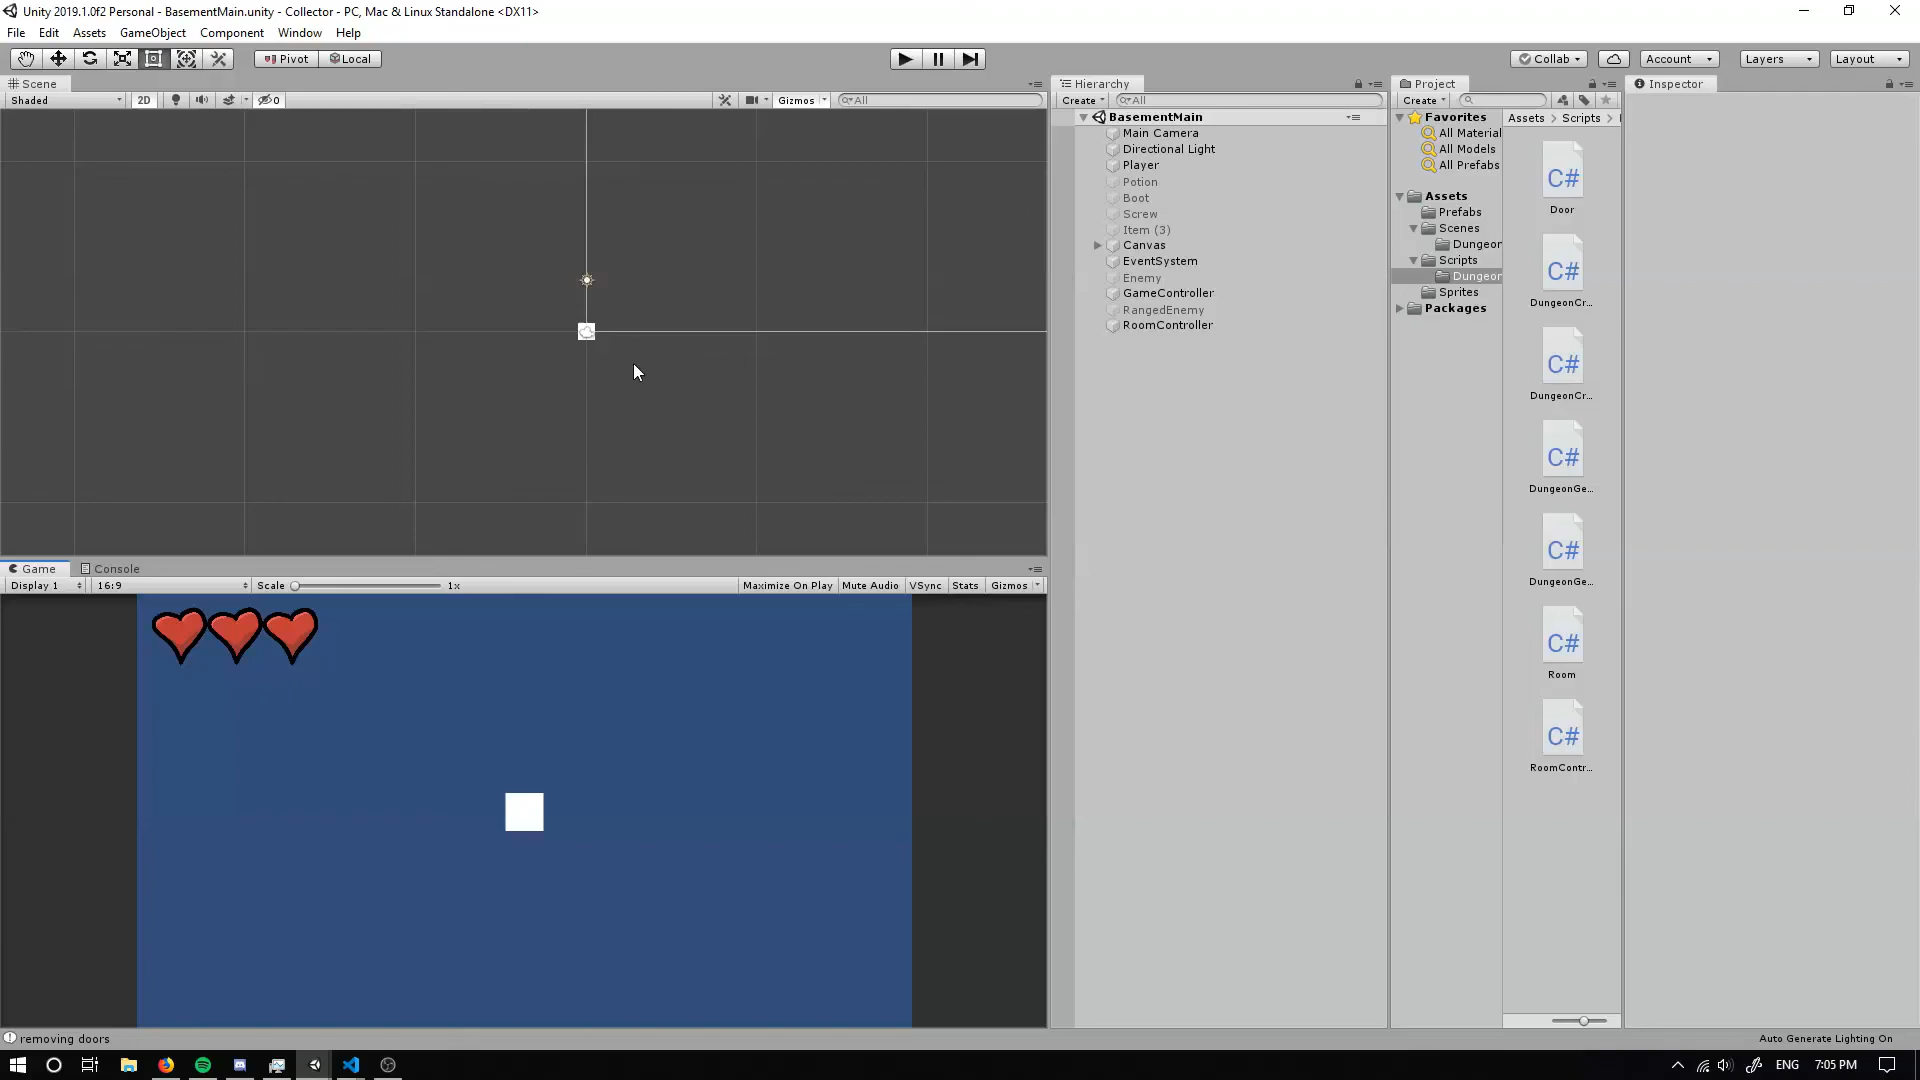 Unity 2019.1.0f2 Personal - BasementMain.unity - Collector - PC, Mac & Linux Standalone <DX11>
File Edit Assets GameObject Component Window Help
Pivot Local Collab Account Layers Layout
Scene
Shaded 2D 0 Gizmos All
Game Console
Display 1 16:9 Scale 1x Maximize On Play Mute Audio VSync Stats Gizmos
Hierarchy
Create All
BasementMain
Main Camera
Directional Light
Player
Potion
Boot
Screw
Item (3)
Canvas
EventSystem
Enemy
GameController
RangedEnemy
RoomController
Project
Create
Favorites
All Material
All Models
All Prefabs
Assets
Prefabs
Scenes
Dungeon
Scripts
Dungeon
Sprites
Packages
Assets > Scripts >
C#
Door
C#
DungeonCr...
C#
DungeonCr...
C#
DungeonGe...
C#
DungeonGe...
C#
Room
C#
RoomContr...
Inspector
removing doors
Auto Generate Lighting On
ENG 7:05 PM